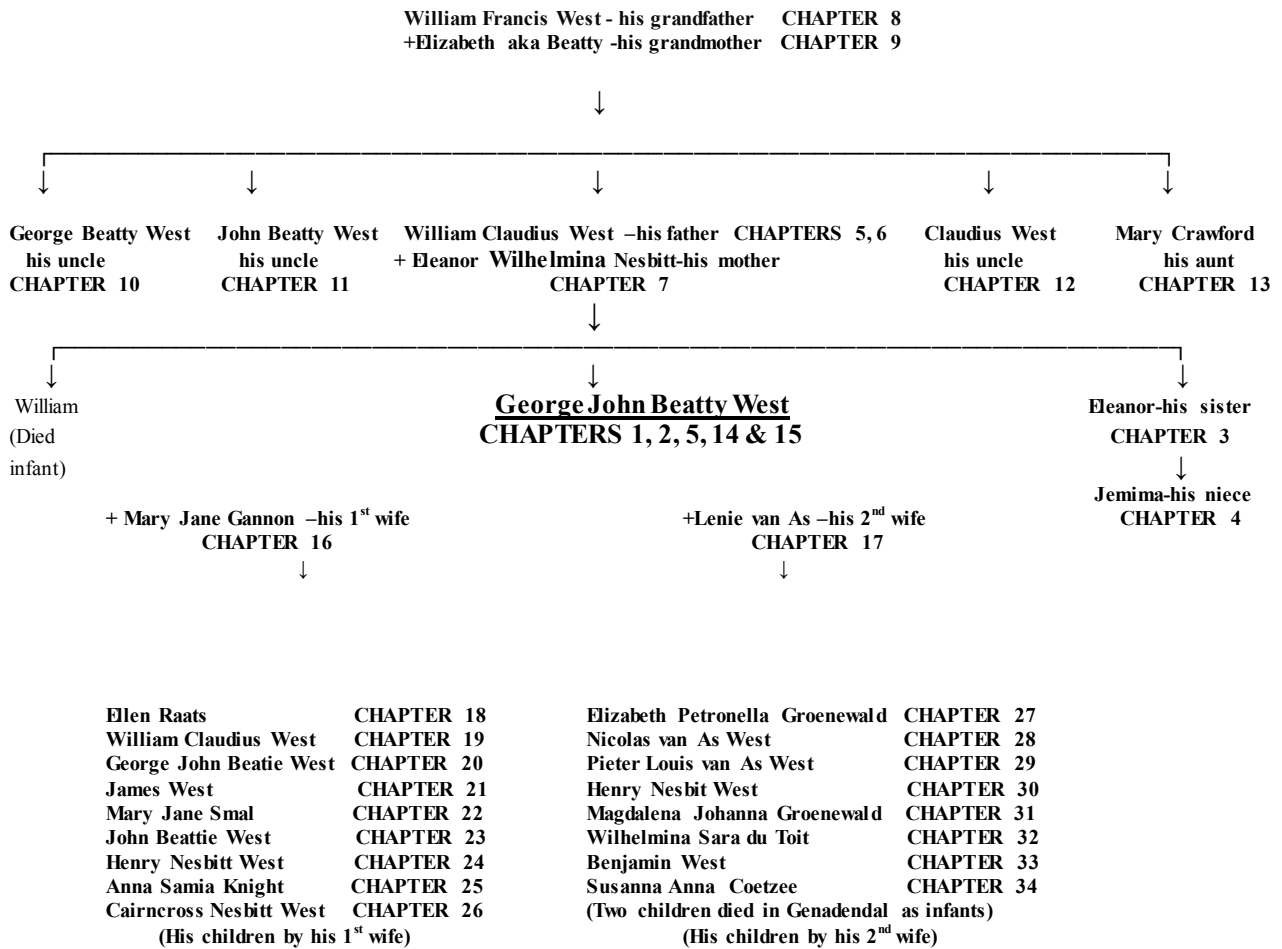 William Francis West - his grandfather CHAPTER 8
+Elizabeth aka Beatty -his grandmother CHAPTER 9
↓
↓ ↓ ↓ ↓ ↓
George Beatty West John Beatty West William Claudius West –his father CHAPTERS 5, 6 Claudius West Mary Crawford
his uncle his uncle + Eleanor Wilhelmina Nesbitt-his mother his uncle his aunt
CHAPTER 10 CHAPTER 11 CHAPTER 7 CHAPTER 12 CHAPTER 13
↓
↓ ↓ ↓
William George John Beatty West Eleanor-his sister
(Died CHAPTERS 1, 2, 5, 14 & 15 CHAPTER 3
infant)
↓
Jemima-his niece
CHAPTER 4
+ Mary Jane Gannon –his 1st wife +Lenie van As –his 2nd wife
CHAPTER 16 CHAPTER 17
↓ ↓
Ellen Raats CHAPTER 18 Elizabeth Petronella Groenewald CHAPTER 27
William Claudius West CHAPTER 19 Nicolas van As West CHAPTER 28
George John Beatie West CHAPTER 20 Pieter Louis van As West CHAPTER 29
James West CHAPTER 21 Henry Nesbit West CHAPTER 30
Mary Jane Smal CHAPTER 22 Magdalena Johanna Groenewald CHAPTER 31
John Beattie West CHAPTER 23 Wilhelmina Sara du Toit CHAPTER 32
Henry Nesbitt West CHAPTER 24 Benjamin West CHAPTER 33
Anna Samia Knight CHAPTER 25 Susanna Anna Coetzee CHAPTER 34
Cairncross Nesbitt West CHAPTER 26 (Two children died in Genadendal as infants)
(His children by his 1st wife) (His children by his 2nd wife)